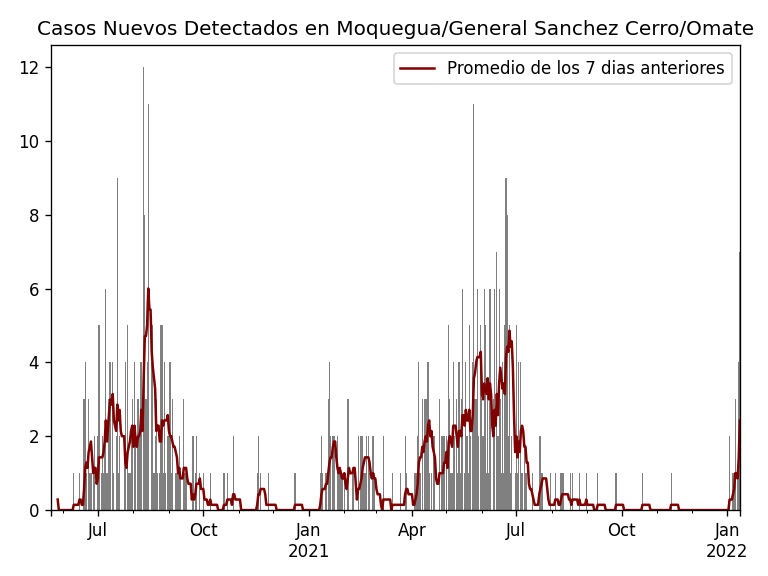 Casos Nuevos Detectados en Moquegua/General Sanchez Cerro/Omate
Promedio de los 7 dias anteriores
12
10
8
6
4
2
0
Jul Oct Jan Apr Jul Oct Jan
2021 2022